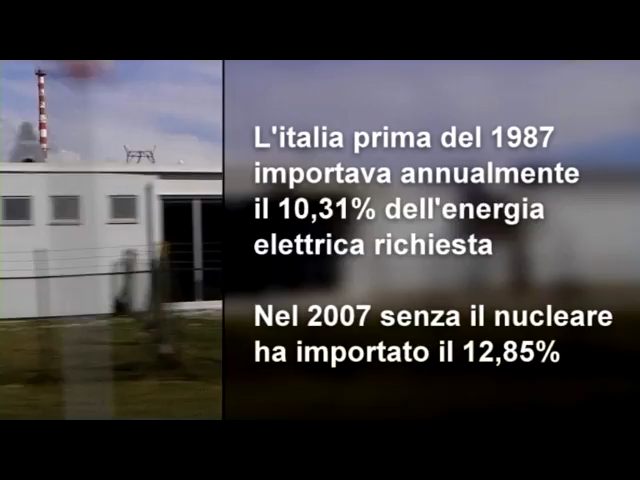 L'italia prima del 1987
importava annualmente
il 10,31% dell'energia
elettrica richiesta
Nel 2007 senza il nucleare
ha importato il 12,85%